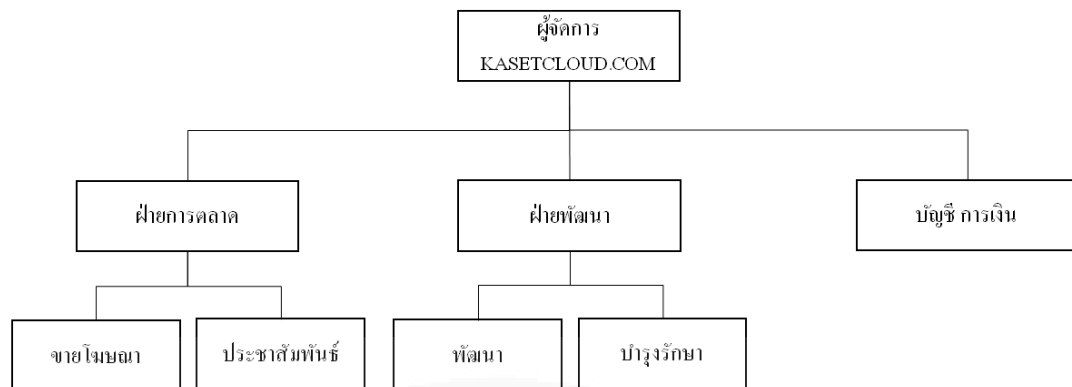 ผู้จัดการ
KASETCLOUD.COM
ฝ่ายการตลาด
ฝ่ายพัฒนา
บัญชี การเงิน
ขายโฆษณา
ประชาสัมพันธ์
พัฒนา
บำรุงรักษา